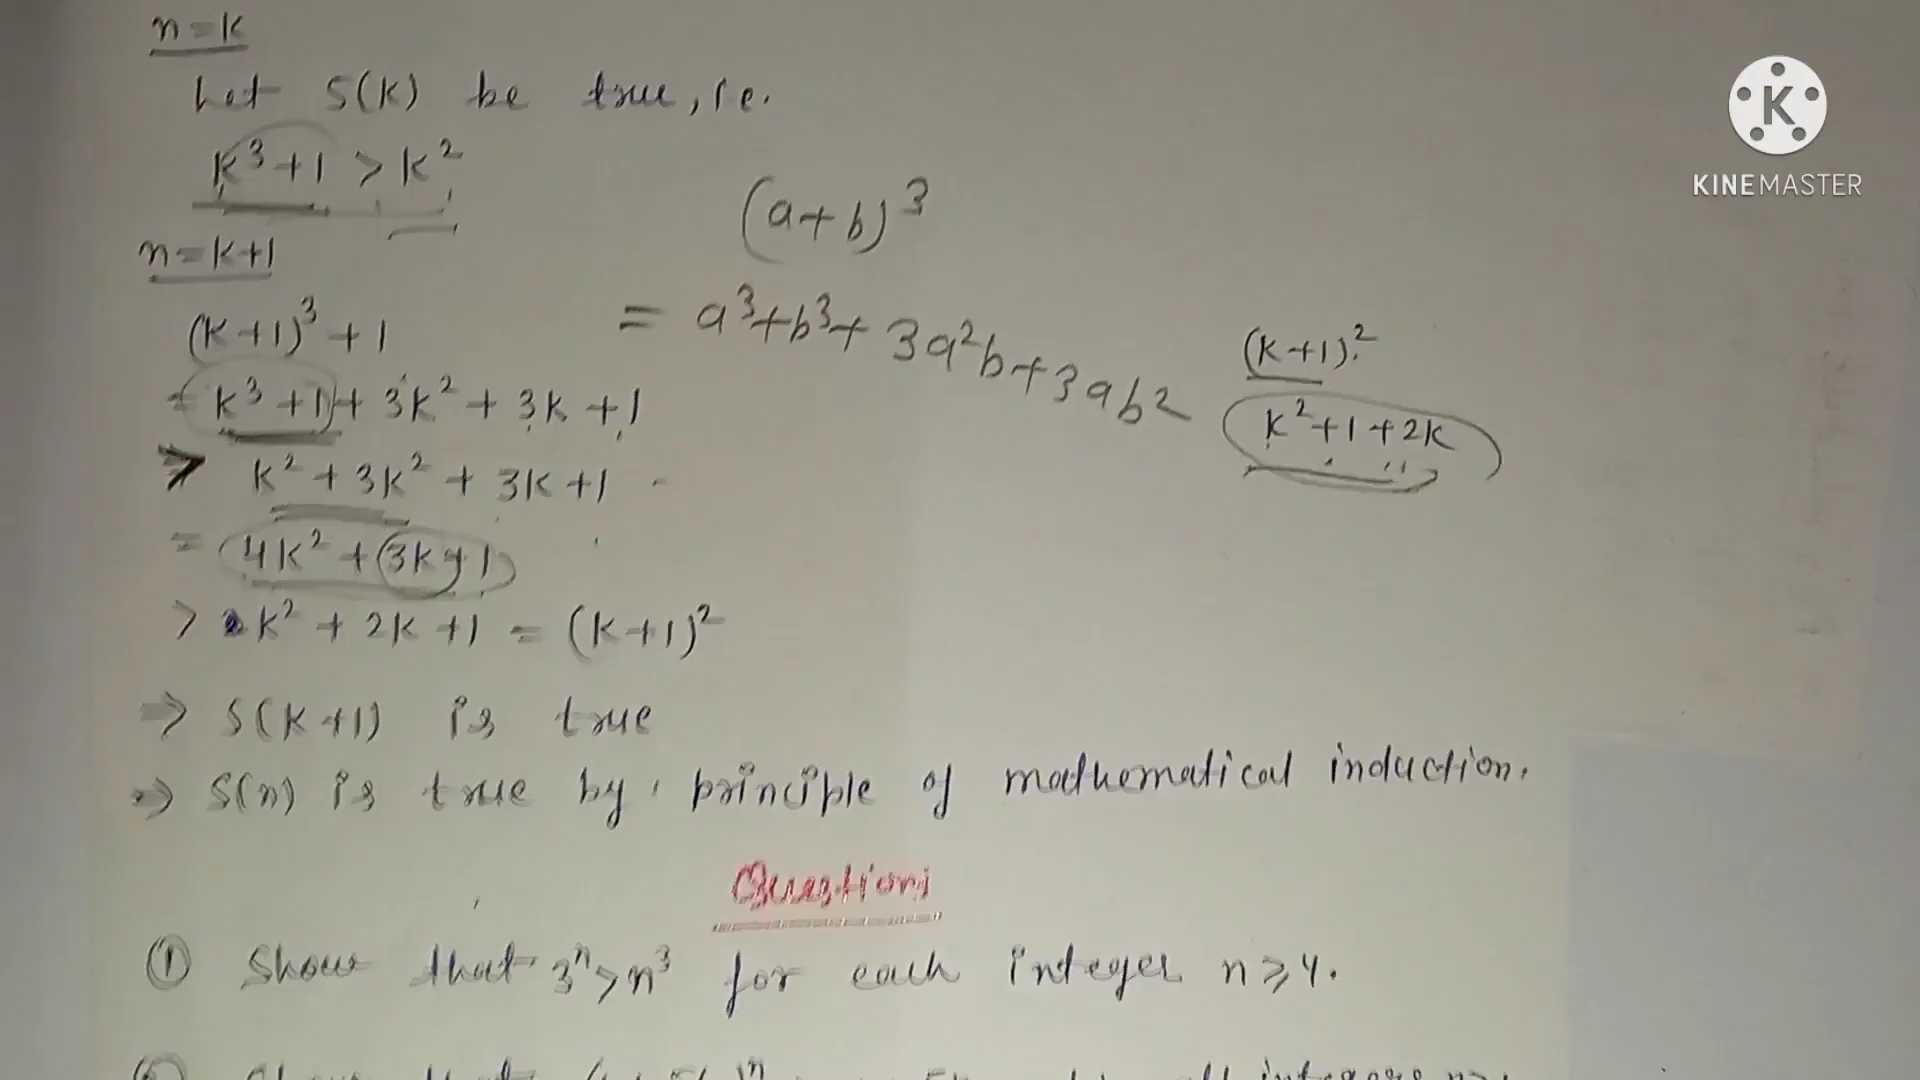 n=k
Let S(k) be true, i.e.
k³+1 > k²
n=k+1
(k+1)³ + 1
= k³+1 + 3k² + 3k + 1
> k² + 3k² + 3k + 1
= 4k² + 3k+1
> k² + 2k + 1 = (k+1)²
⇒ S(k+1) is true
⇒ S(n) is true by principle of mathematical induction.
(a+b)³
= a³+b³+ 3a²b+3ab²
(k+1)²
k²+1+2k
K
KINEMASTER
Questions
① Show that 3ⁿ>n³ for each integer n≥4.